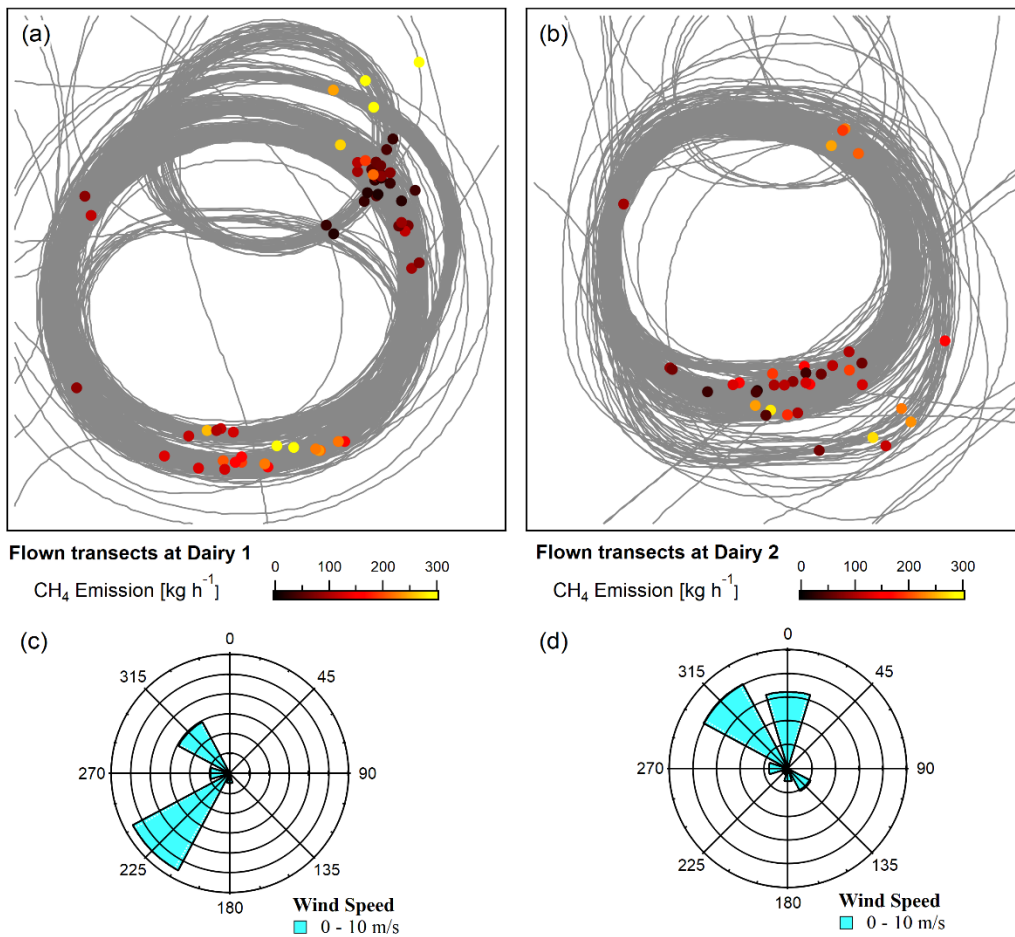 (a)
(b)
Flown transects at Dairy 1
CH₄ Emission [kg h⁻¹]
0 100 200 300
Flown transects at Dairy 2
CH₄ Emission [kg h⁻¹]
0 100 200 300
(c)
0
45
90
135
180
225
270
315
Wind Speed
0 - 10 m/s
(d)
0
45
90
135
180
225
270
315
Wind Speed
0 - 10 m/s